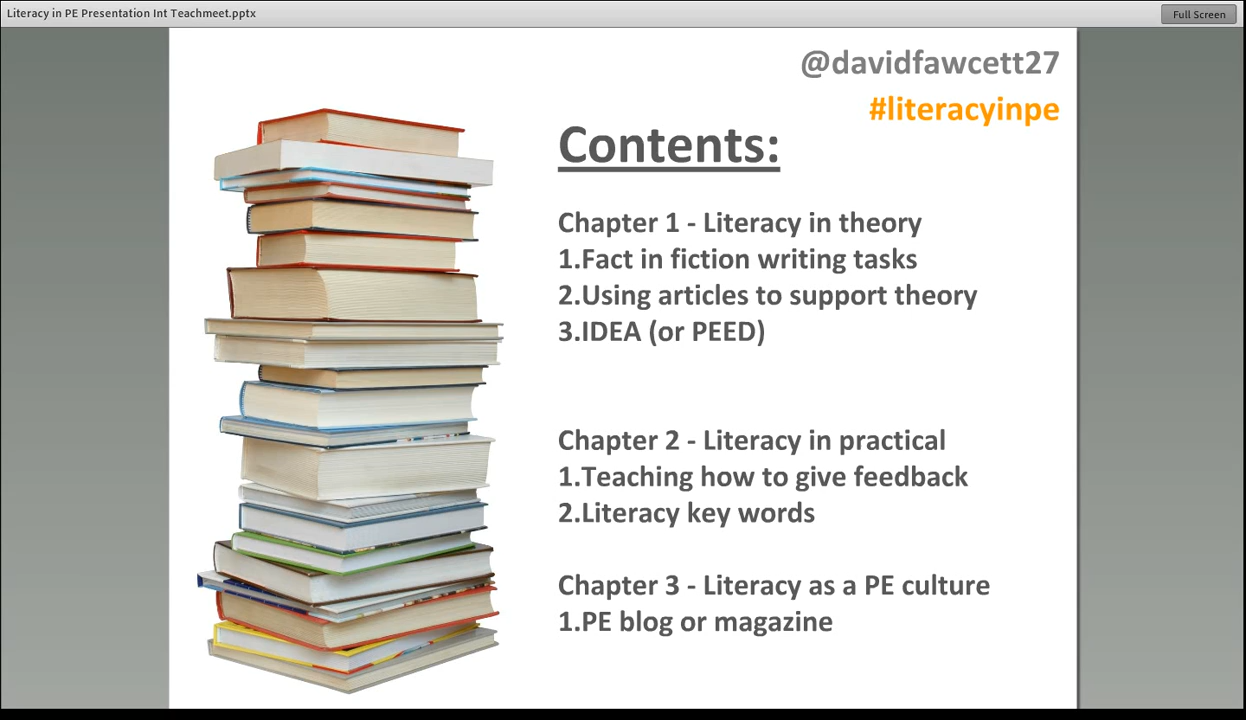 Literacy in PE Presentation Int Teachmeet.pptx
Full Screen
@davidfawcett27
#literacyinpe
Contents:
Chapter 1 - Literacy in theory
1.Fact in fiction writing tasks
2.Using articles to support theory
3.IDEA (or PEED)
Chapter 2 - Literacy in practical
1.Teaching how to give feedback
2.Literacy key words
Chapter 3 - Literacy as a PE culture
1.PE blog or magazine